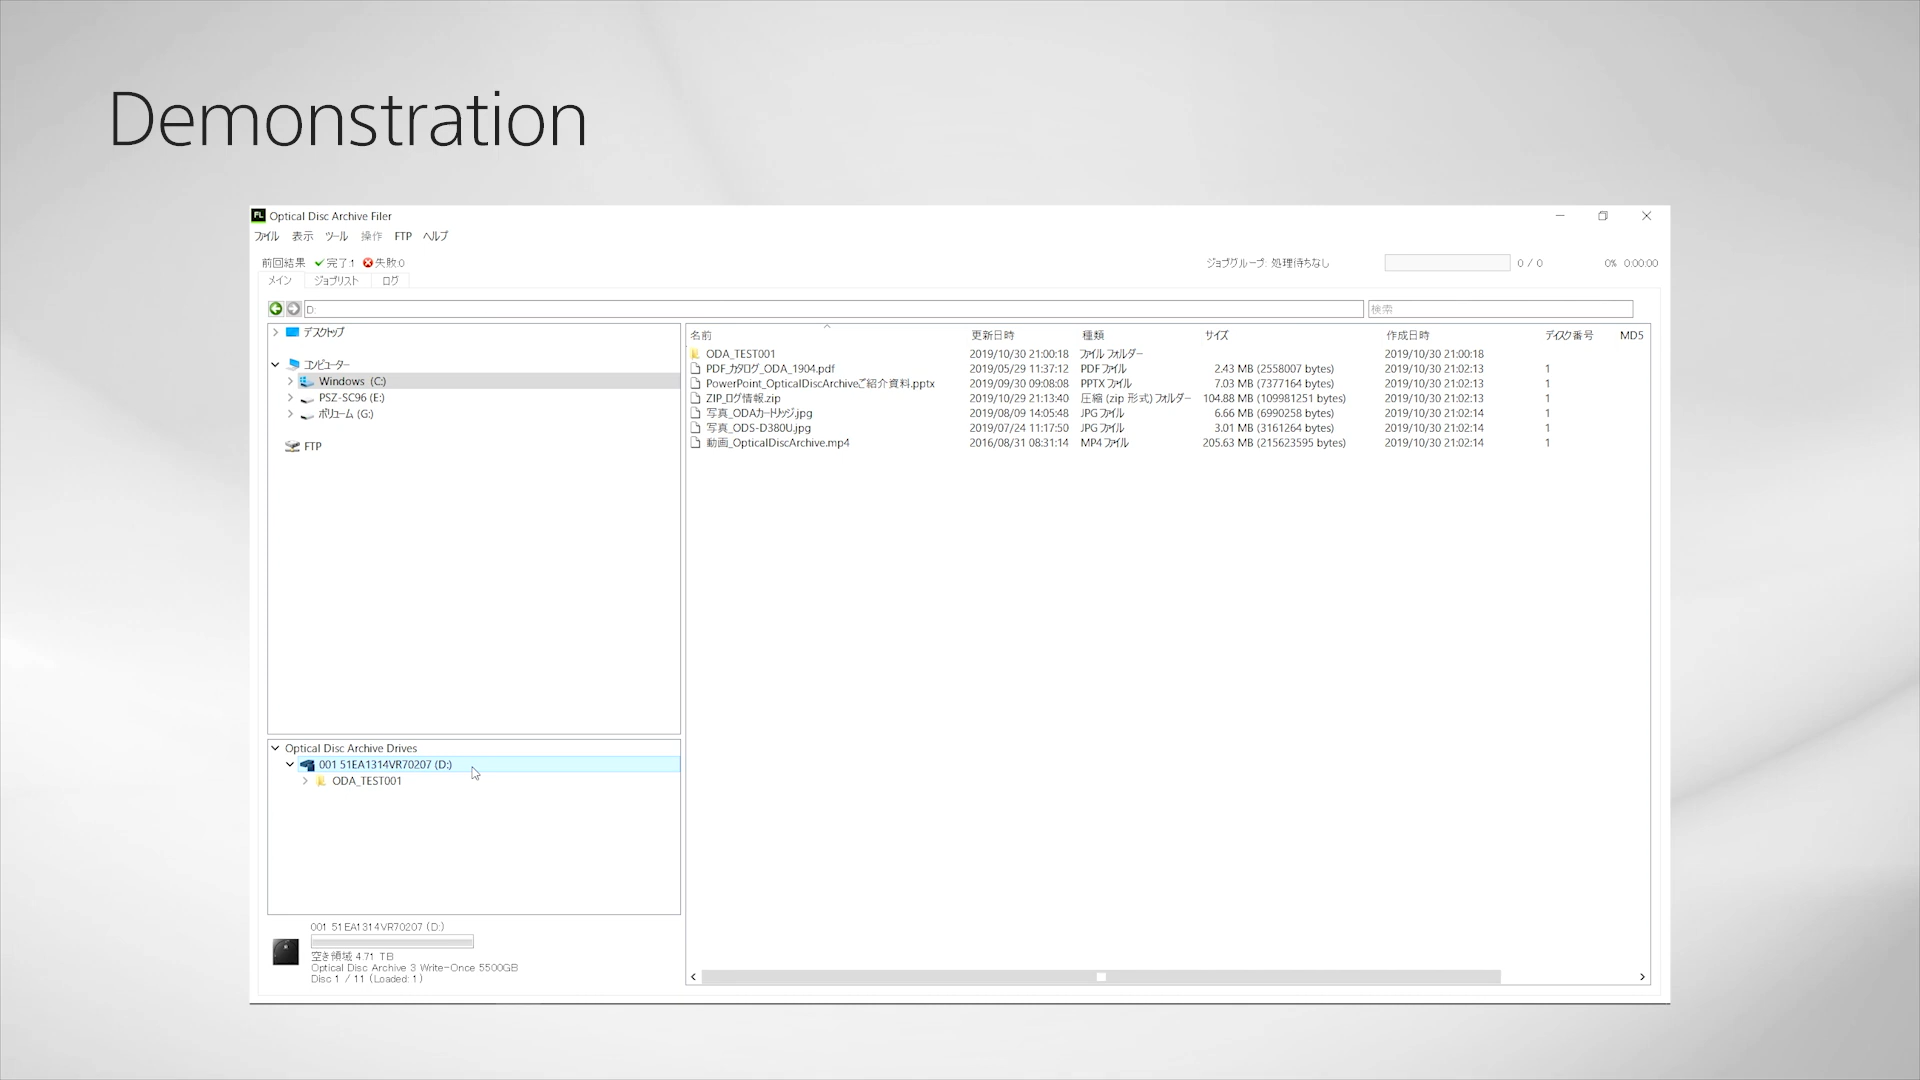 Demonstration
FL Optical Disc Archive Filer
ファイル 表示 ツール 操作 FTP ヘルプ
前回結果 完了:1 失敗:0 ジョブグループ: 処理待ちなし 0 / 0 0% 0:00:00
メイン ジョブリスト ログ
D: 検索
デスクトップ
コンピューター
Windows (C:)
PSZ-SC96 (E:)
ボリューム (G:)
FTP
名前 更新日時 種類 サイズ 作成日時 ディスク番号 MD5
ODA_TEST001 2019/10/30 21:00:18 ファイル フォルダー 2019/10/30 21:00:18
PDF_カタログ_ODA_1904.pdf 2019/05/29 11:37:12 PDF ファイル 2.43 MB (2558007 bytes) 2019/10/30 21:02:13 1
PowerPoint_OpticalDiscArchiveご紹介資料.pptx 2019/09/30 09:08:08 PPTX ファイル 7.03 MB (7377164 bytes) 2019/10/30 21:02:13 1
ZIP_ログ情報.zip 2019/10/29 21:13:40 圧縮 (zip 形式) フォルダー 104.88 MB (109981251 bytes) 2019/10/30 21:02:13 1
写真_ODAカートリッジ.jpg 2019/08/09 14:05:48 JPG ファイル 6.66 MB (6990258 bytes) 2019/10/30 21:02:14 1
写真_ODS-D380U.jpg 2019/07/24 11:17:50 JPG ファイル 3.01 MB (3161264 bytes) 2019/10/30 21:02:14 1
動画_OpticalDiscArchive.mp4 2016/08/31 08:31:14 MP4 ファイル 205.63 MB (215623595 bytes) 2019/10/30 21:02:14 1
Optical Disc Archive Drives
001 51EA1314VR70207 (D:)
ODA_TEST001
001 51EA1314VR70207 (D:)
空き領域 4.71 TB
Optical Disc Archive 3 Write-Once 5500GB
Disc 1 / 11 (Loaded: 1)